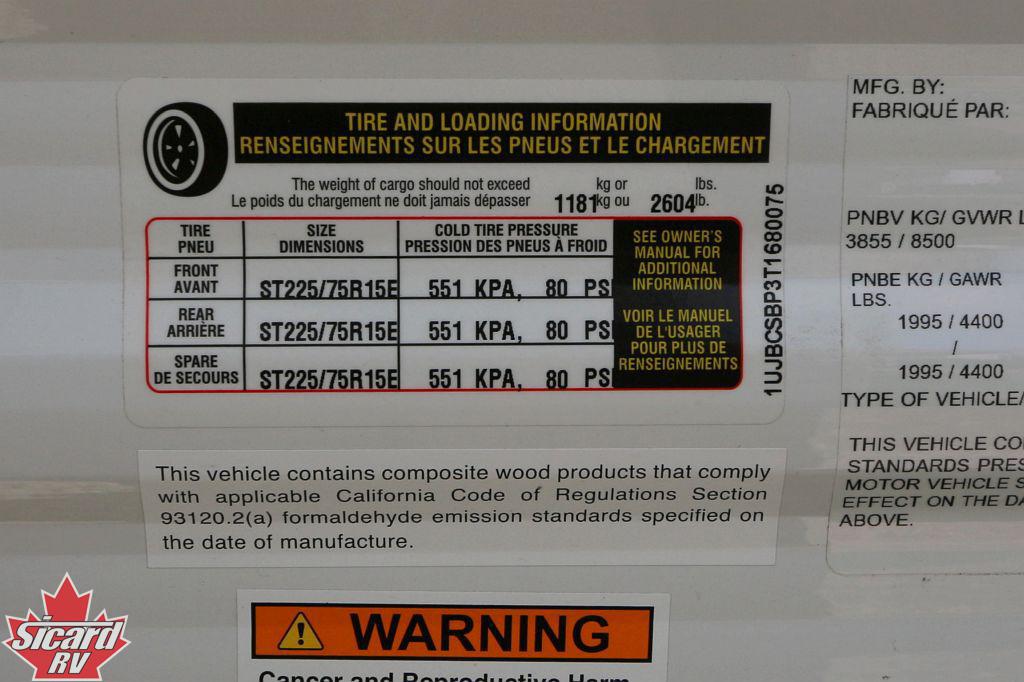 TIRE AND LOADING INFORMATION
RENSEIGNEMENTS SUR LES PNEUS ET LE CHARGEMENT
The weight of cargo should not exceed kg or lbs.
Le poids du chargement ne doit jamais dépasser 1181 kg ou 2604 lb.
TIRE PNEU
SIZE DIMENSIONS
COLD TIRE PRESSURE
PRESSION DES PNEUS À FROID
FRONT AVANT
ST225/75R15E 551 KPA, 80 PSI
REAR ARRIÈRE
ST225/75R15E 551 KPA, 80 PSI
SPARE DE SECOURS
ST225/75R15E 551 KPA, 80 PSI
SEE OWNER'S
MANUAL FOR
ADDITIONAL
INFORMATION
VOIR LE MANUEL
DE L'USAGER
POUR PLUS DE
RENSEIGNEMENTS
1UJBCSBP3T1680075
MFG. BY:
FABRIQUÉ PAR:
PNBV KG/ GVWR L
3855 / 8500
PNBE KG / GAWR
LBS.
1995 / 4400
/
1995 / 4400
TYPE OF VEHICLE/
THIS VEHICLE CO
STANDARDS PRES
MOTOR VEHICLE S
EFFECT ON THE DA
ABOVE.
This vehicle contains composite wood products that comply
with applicable California Code of Regulations Section
93120.2(a) formaldehyde emission standards specified on
the date of manufacture.
WARNING
Cancer and Reproductive Harm
Sicard
RV